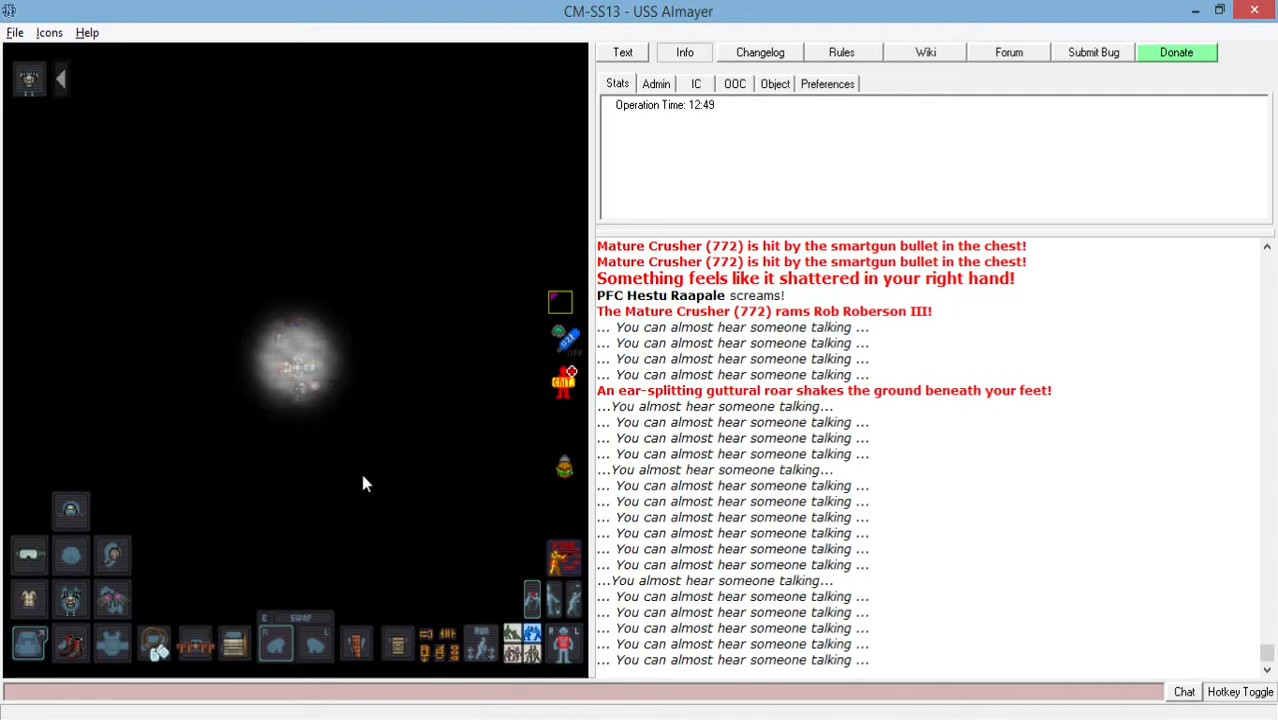 CM-SS13 - USS Almayer
File Icons Help
Text Info Changelog Rules Wiki Forum Submit Bug Donate
Stats Admin IC OOC Object Preferences
Operation Time: 12:49
Mature Crusher (772) is hit by the smartgun bullet in the chest!
Mature Crusher (772) is hit by the smartgun bullet in the chest!
Something feels like it shattered in your right hand!
PFC Hestu Raapale screams!
The Mature Crusher (772) rams Rob Roberson III!
... You can almost hear someone talking ...
... You can almost hear someone talking ...
... You can almost hear someone talking ...
... You can almost hear someone talking ...
An ear-splitting guttural roar shakes the ground beneath your feet!
...You almost hear someone talking...
... You can almost hear someone talking ...
... You can almost hear someone talking ...
... You can almost hear someone talking ...
...You almost hear someone talking...
... You can almost hear someone talking ...
... You can almost hear someone talking ...
... You can almost hear someone talking ...
... You can almost hear someone talking ...
... You can almost hear someone talking ...
... You can almost hear someone talking ...
...You almost hear someone talking...
... You can almost hear someone talking ...
... You can almost hear someone talking ...
... You can almost hear someone talking ...
... You can almost hear someone talking ...
... You can almost hear someone talking ...
OFF
CRIT
E SWAP
R L RUN R L
Chat Hotkey Toggle